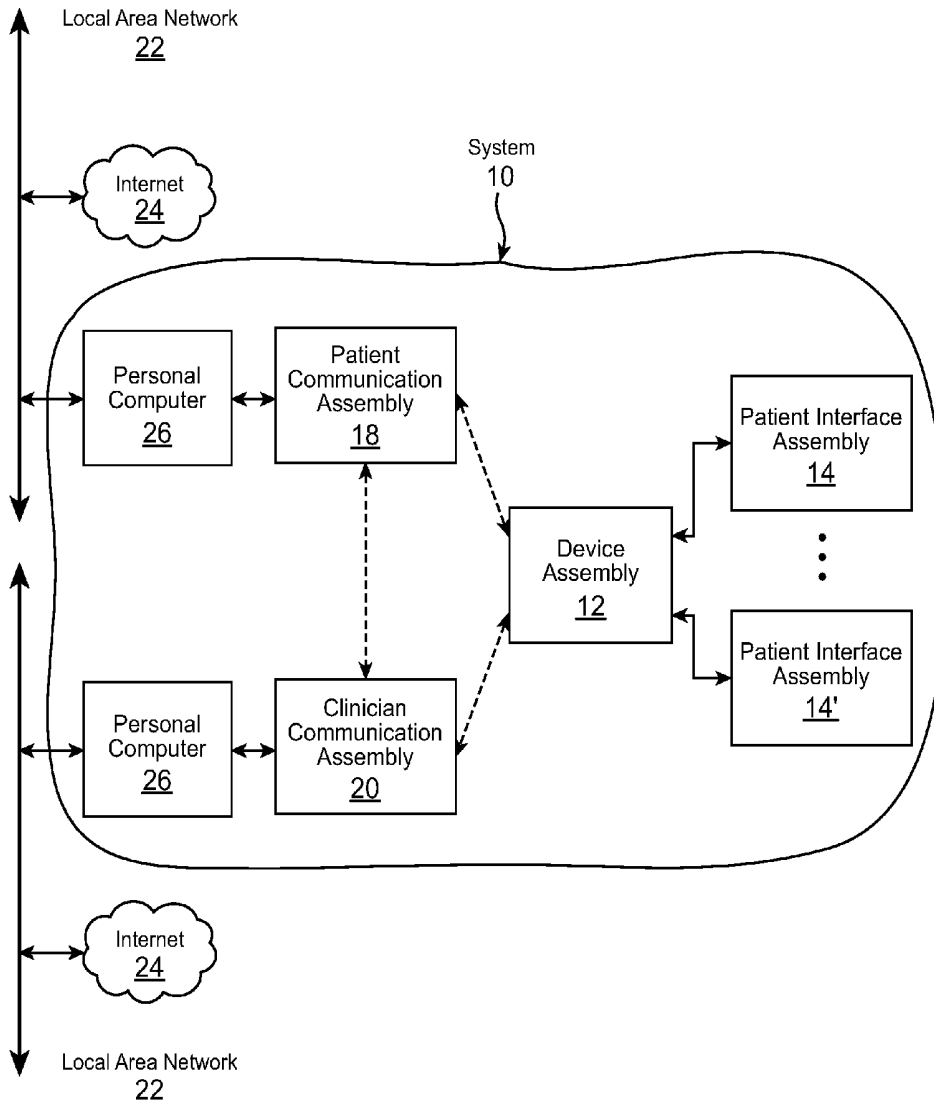 Local Area Network
22
Internet
24
System
10
Personal
Computer
26
Patient
Communication
Assembly
18
Patient Interface
Assembly
14
Device
Assembly
12
Patient Interface
Assembly
14'
Personal
Computer
26
Clinician
Communication
Assembly
20
Internet
24
Local Area Network
22